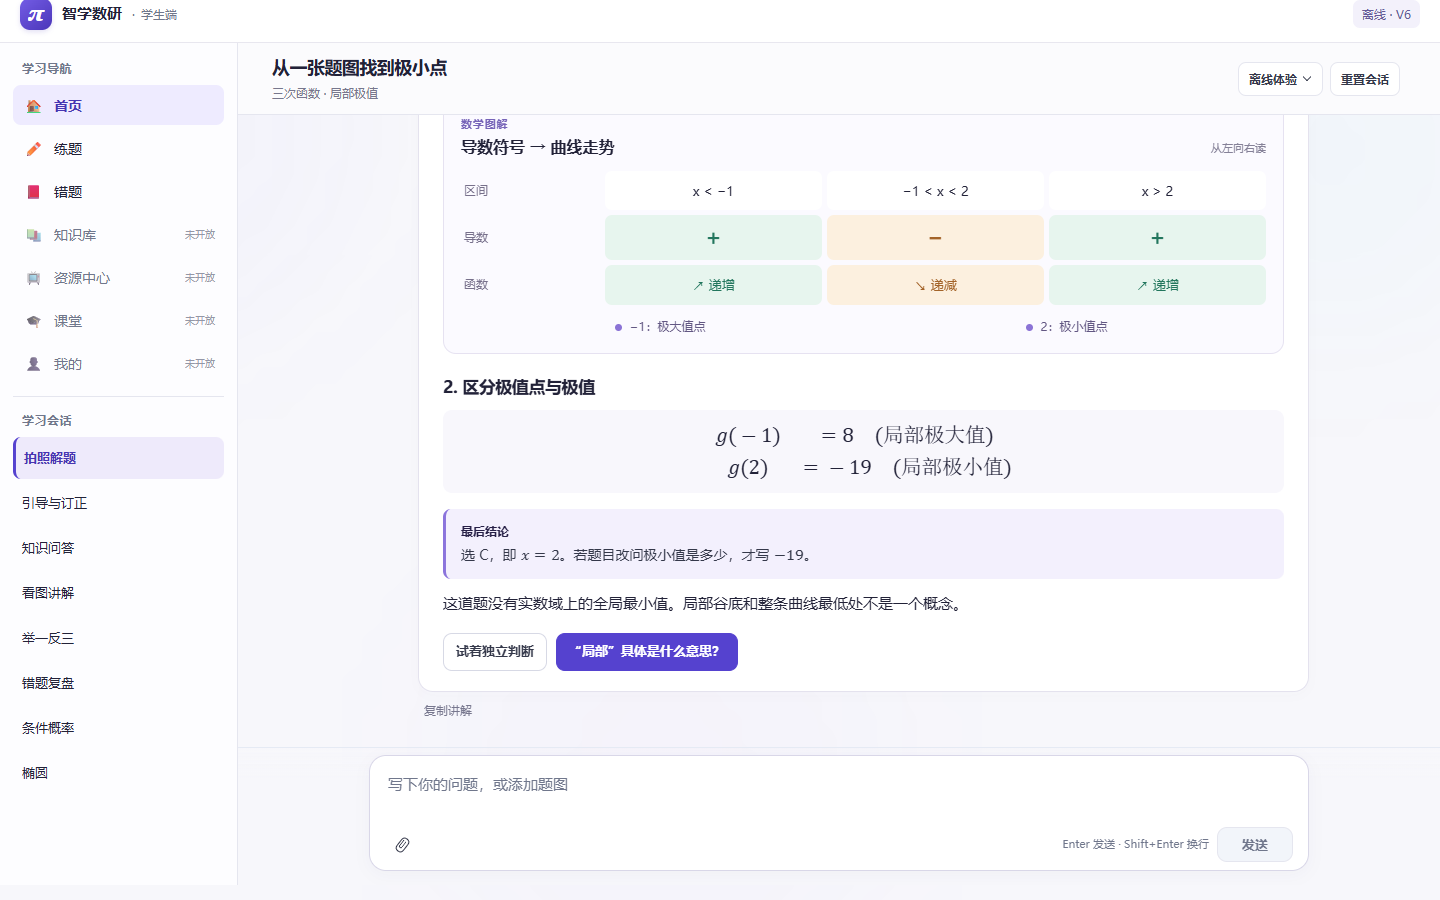 π 智学数研 · 学生端
离线 · V6
学习导航
首页
练题
错题
知识库 未开放
资源中心 未开放
课堂 未开放
我的 未开放
学习会话
拍照解题
引导与订正
知识问答
看图讲解
举一反三
错题复盘
条件概率
椭圆
从一张题图找到极小点
三次函数 · 局部极值
离线体验
重置会话
数学图解
导数符号 → 曲线走势
从左向右读
区间 x < −1 −1 < x < 2 x > 2
导数 + − +
函数 ↗ 递增 ↘ 递减 ↗ 递增
−1：极大值点 2：极小值点
2. 区分极值点与极值
g(−1) = 8 (局部极大值)
g(2) = −19 (局部极小值)
最后结论
选 C，即 x = 2。若题目改问极小值是多少，才写 −19。
这道题没有实数域上的全局最小值。局部谷底和整条曲线最低处不是一个概念。
试着独立判断
“局部”具体是什么意思？
复制讲解
写下你的问题，或添加题图
Enter 发送 · Shift+Enter 换行
发送